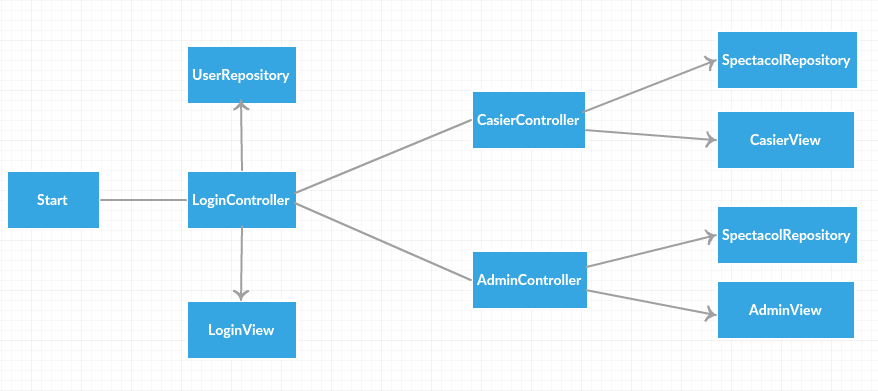 Start
UserRepository
LoginController
LoginView
CasierController
AdminController
SpectacolRepository
CasierView
SpectacolRepository
AdminView